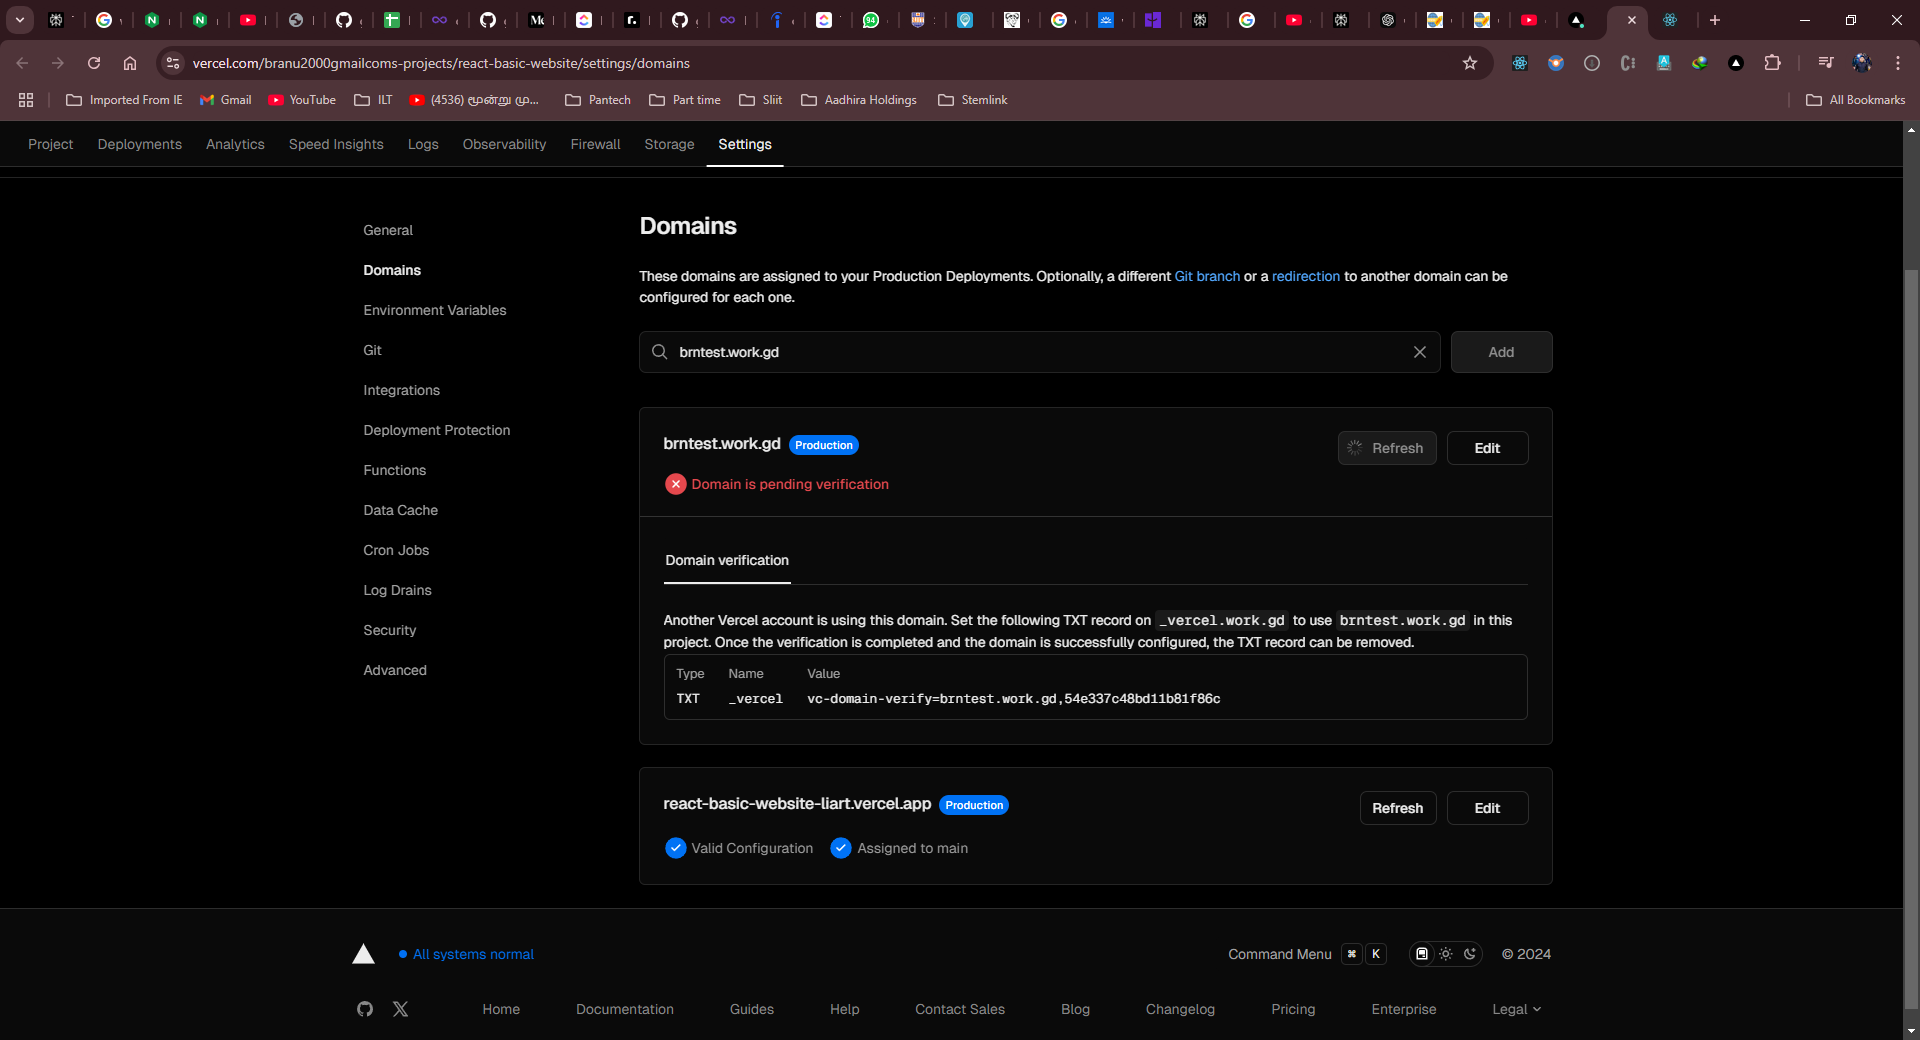 vercel.com/branu2000gmailcoms-projects/react-basic-website/settings/domains
Imported From IE
Gmail
YouTube
ILT
(4536) மூன்று மு...
Pantech
Part time
Sliit
Aadhira Holdings
Stemlink
All Bookmarks
Project
Deployments
Analytics
Speed Insights
Logs
Observability
Firewall
Storage
Settings
General
Domains
Environment Variables
Git
Integrations
Deployment Protection
Functions
Data Cache
Cron Jobs
Log Drains
Security
Advanced
Domains
These domains are assigned to your Production Deployments. Optionally, a different Git branch or a redirection to another domain can be
configured for each one.
brntest.work.gd
Add
brntest.work.gd
Production
Refresh
Edit
Domain is pending verification
Domain verification
Another Vercel account is using this domain. Set the following TXT record on _vercel.work.gd to use brntest.work.gd in this
project. Once the verification is completed and the domain is successfully configured, the TXT record can be removed.
Type Name Value
TXT _vercel vc-domain-verify=brntest.work.gd,54e337c48bd11b81f86c
react-basic-website-liart.vercel.app
Production
Refresh
Edit
Valid Configuration
Assigned to main
All systems normal
Command Menu ⌘ K
© 2024
Home
Documentation
Guides
Help
Contact Sales
Blog
Changelog
Pricing
Enterprise
Legal